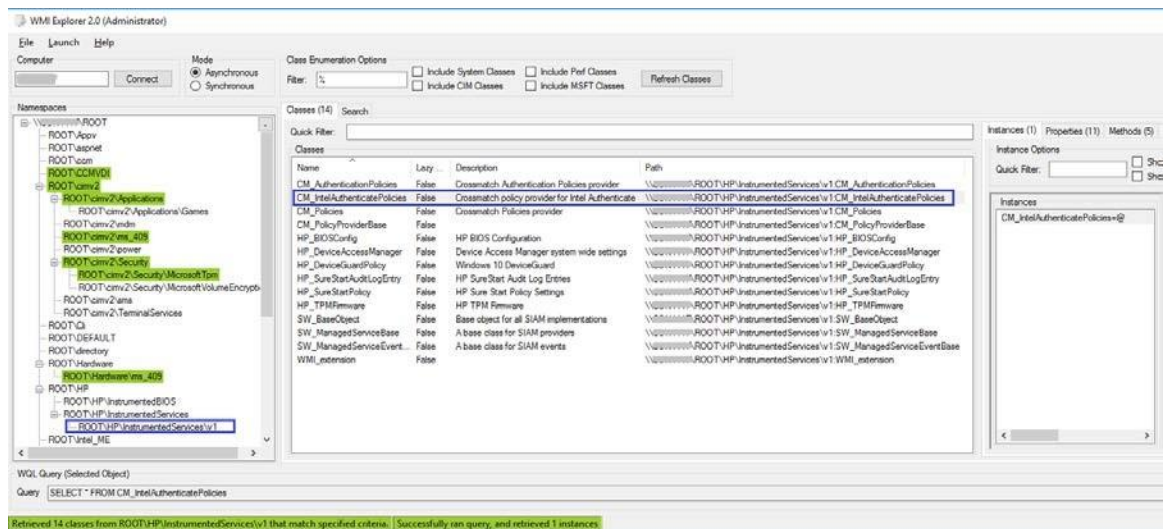 WMI Explorer 2.0 (Administrator)
File Launch Help
Computer
Connect
Mode
Asynchronous
Synchronous
Class Enumeration Options
Filter: %
Include System Classes
Include Perf Classes
Include CIM Classes
Include MSFT Classes
Refresh Classes
Namespaces
ROOT
ROOT\Appv
ROOT\aspnet
ROOT\ccm
ROOT\CCMVDI
ROOT\cimv2
ROOT\cimv2\Applications
ROOT\cimv2\Applications\Games
ROOT\cimv2\mdm
ROOT\cimv2\ms_409
ROOT\cimv2\power
ROOT\cimv2\Security
ROOT\cimv2\Security\MicrosoftTpm
ROOT\cimv2\Security\MicrosoftVolumeEncrypti
ROOT\cimv2\sms
ROOT\cimv2\TerminalServices
ROOT\Cli
ROOT\DEFAULT
ROOT\directory
ROOT\Hardware
ROOT\Hardware\ms_409
ROOT\HP
ROOT\HP\InstrumentedBIOS
ROOT\HP\InstrumentedServices
ROOT\HP\InstrumentedServices\v1
ROOT\Intel_ME
Classes (14) Search
Quick Filter:
Classes
Name Lazy ... Description Path
CM_AuthenticationPolicies False Crossmatch Authentication Policies provider \ROOT\HP\InstrumentedServices\v1:CM_AuthenticationPolicies
CM_IntelAuthenticatePolicies False Crossmatch policy provider for Intel Authenticate \ROOT\HP\InstrumentedServices\v1:CM_IntelAuthenticatePolicies
CM_Policies False Crossmatch Policies provider \ROOT\HP\InstrumentedServices\v1:CM_Policies
CM_PolicyProviderBase False \ROOT\HP\InstrumentedServices\v1:CM_PolicyProviderBase
HP_BIOSConfig False HP BIOS Configuration \ROOT\HP\InstrumentedServices\v1:HP_BIOSConfig
HP_DeviceAccessManager False Device Access Manager system wide settings \ROOT\HP\InstrumentedServices\v1:HP_DeviceAccessManager
HP_DeviceGuardPolicy False Windows 10 DeviceGuard \ROOT\HP\InstrumentedServices\v1:HP_DeviceGuardPolicy
HP_SureStartAuditLogEntry False HP SureStart Audit Log Entries \ROOT\HP\InstrumentedServices\v1:HP_SureStartAuditLogEntry
HP_SureStartPolicy False HP Sure Start Policy Settings \ROOT\HP\InstrumentedServices\v1:HP_SureStartPolicy
HP_TPMFirmware False HP TPM Firmware \ROOT\HP\InstrumentedServices\v1:HP_TPMFirmware
SW_BaseObject False Base object for all SIAM implementations \ROOT\HP\InstrumentedServices\v1:SW_BaseObject
SW_ManagedServiceBase False A base class for SIAM providers \ROOT\HP\InstrumentedServices\v1:SW_ManagedServiceBase
SW_ManagedServiceEvent... False A base class for SIAM events \ROOT\HP\InstrumentedServices\v1:SW_ManagedServiceEventBase
WMI_extension False \ROOT\HP\InstrumentedServices\v1:WMI_extension
Instances (1) Properties (11) Methods (5)
Instance Options
Quick Filter:
Instances
CM_IntelAuthenticatePolicies=@
WQL Query (Selected Object)
Query SELECT * FROM CM_IntelAuthenticatePolicies
Retrieved 14 classes from ROOT\HP\InstrumentedServices\v1 that match specified criteria. Successfully ran query, and retrieved 1 instances